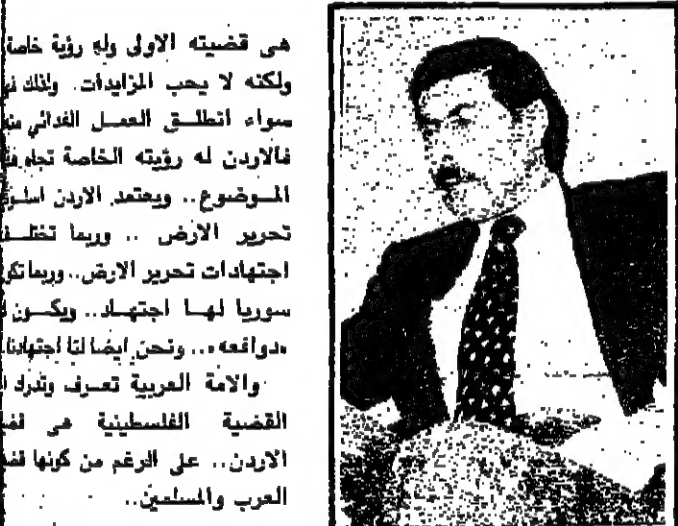 هى قضيته الاولى وله رؤية خاصة
ولكنه لا يحب المزايدات. ولذلك
سواء انطلق العمل الفدائي
فالاردن له رؤيته الخاصة تجاه
الموضوع.. ويعتمد الاردن
تحرير الارض .. وربما
اجتهادات تحرير الارض.. وربما
سوريا لها اجتهاد.. ويكون
«دوافعه».. ونحن ايضا لنا اجتهادنا
والامة العربية تعرف وتدرك
القضية الفلسطينية هى
الاردن.. على الرغم من كونها
العرب والمسلمين..